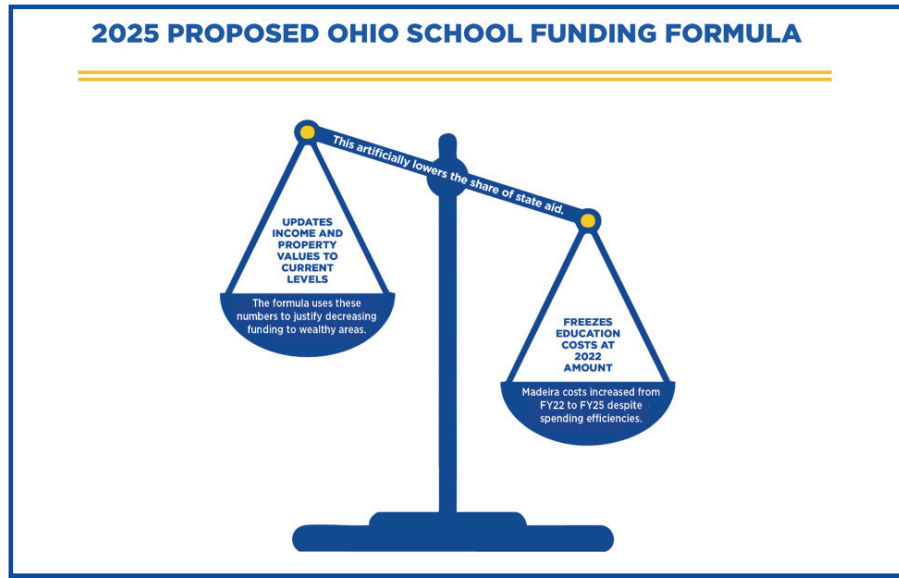 2025 PROPOSED OHIO SCHOOL FUNDING FORMULA
This artificially lowers the share of state aid.
UPDATES
INCOME AND
PROPERTY
VALUES TO
CURRENT
LEVELS
The formula uses these
numbers to justify decreasing
funding to wealthy areas.
FREEZES
EDUCATION
COSTS AT
2022
AMOUNT
Madeira costs increased from
FY22 to FY25 despite
spending efficiencies.